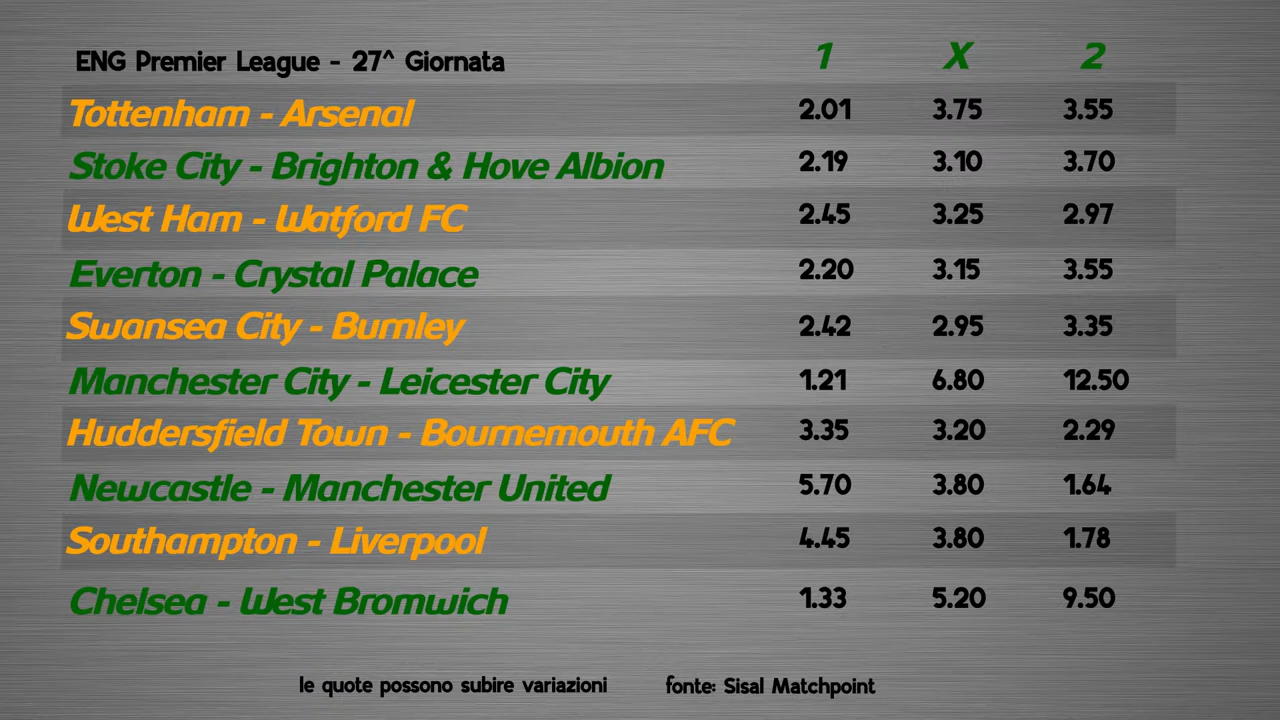 ENG Premier League - 27^ Giornata 1 X 2
Tottenham - Arsenal 2.01 3.75 3.55
Stoke City - Brighton & Hove Albion 2.19 3.10 3.70
West Ham - Watford FC 2.45 3.25 2.97
Everton - Crystal Palace 2.20 3.15 3.55
Swansea City - Burnley 2.42 2.95 3.35
Manchester City - Leicester City 1.21 6.80 12.50
Huddersfield Town - Bournemouth AFC 3.35 3.20 2.29
Newcastle - Manchester United 5.70 3.80 1.64
Southampton - Liverpool 4.45 3.80 1.78
Chelsea - West Bromwich 1.33 5.20 9.50
le quote possono subire variazioni fonte: Sisal Matchpoint